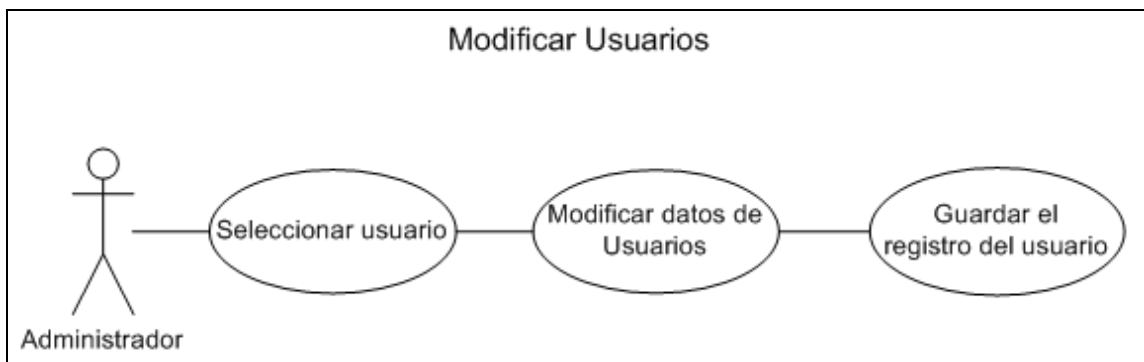 Modificar Usuarios
Seleccionar usuario
Modificar datos de
Usuarios
Guardar el
registro del usuario
Administrador